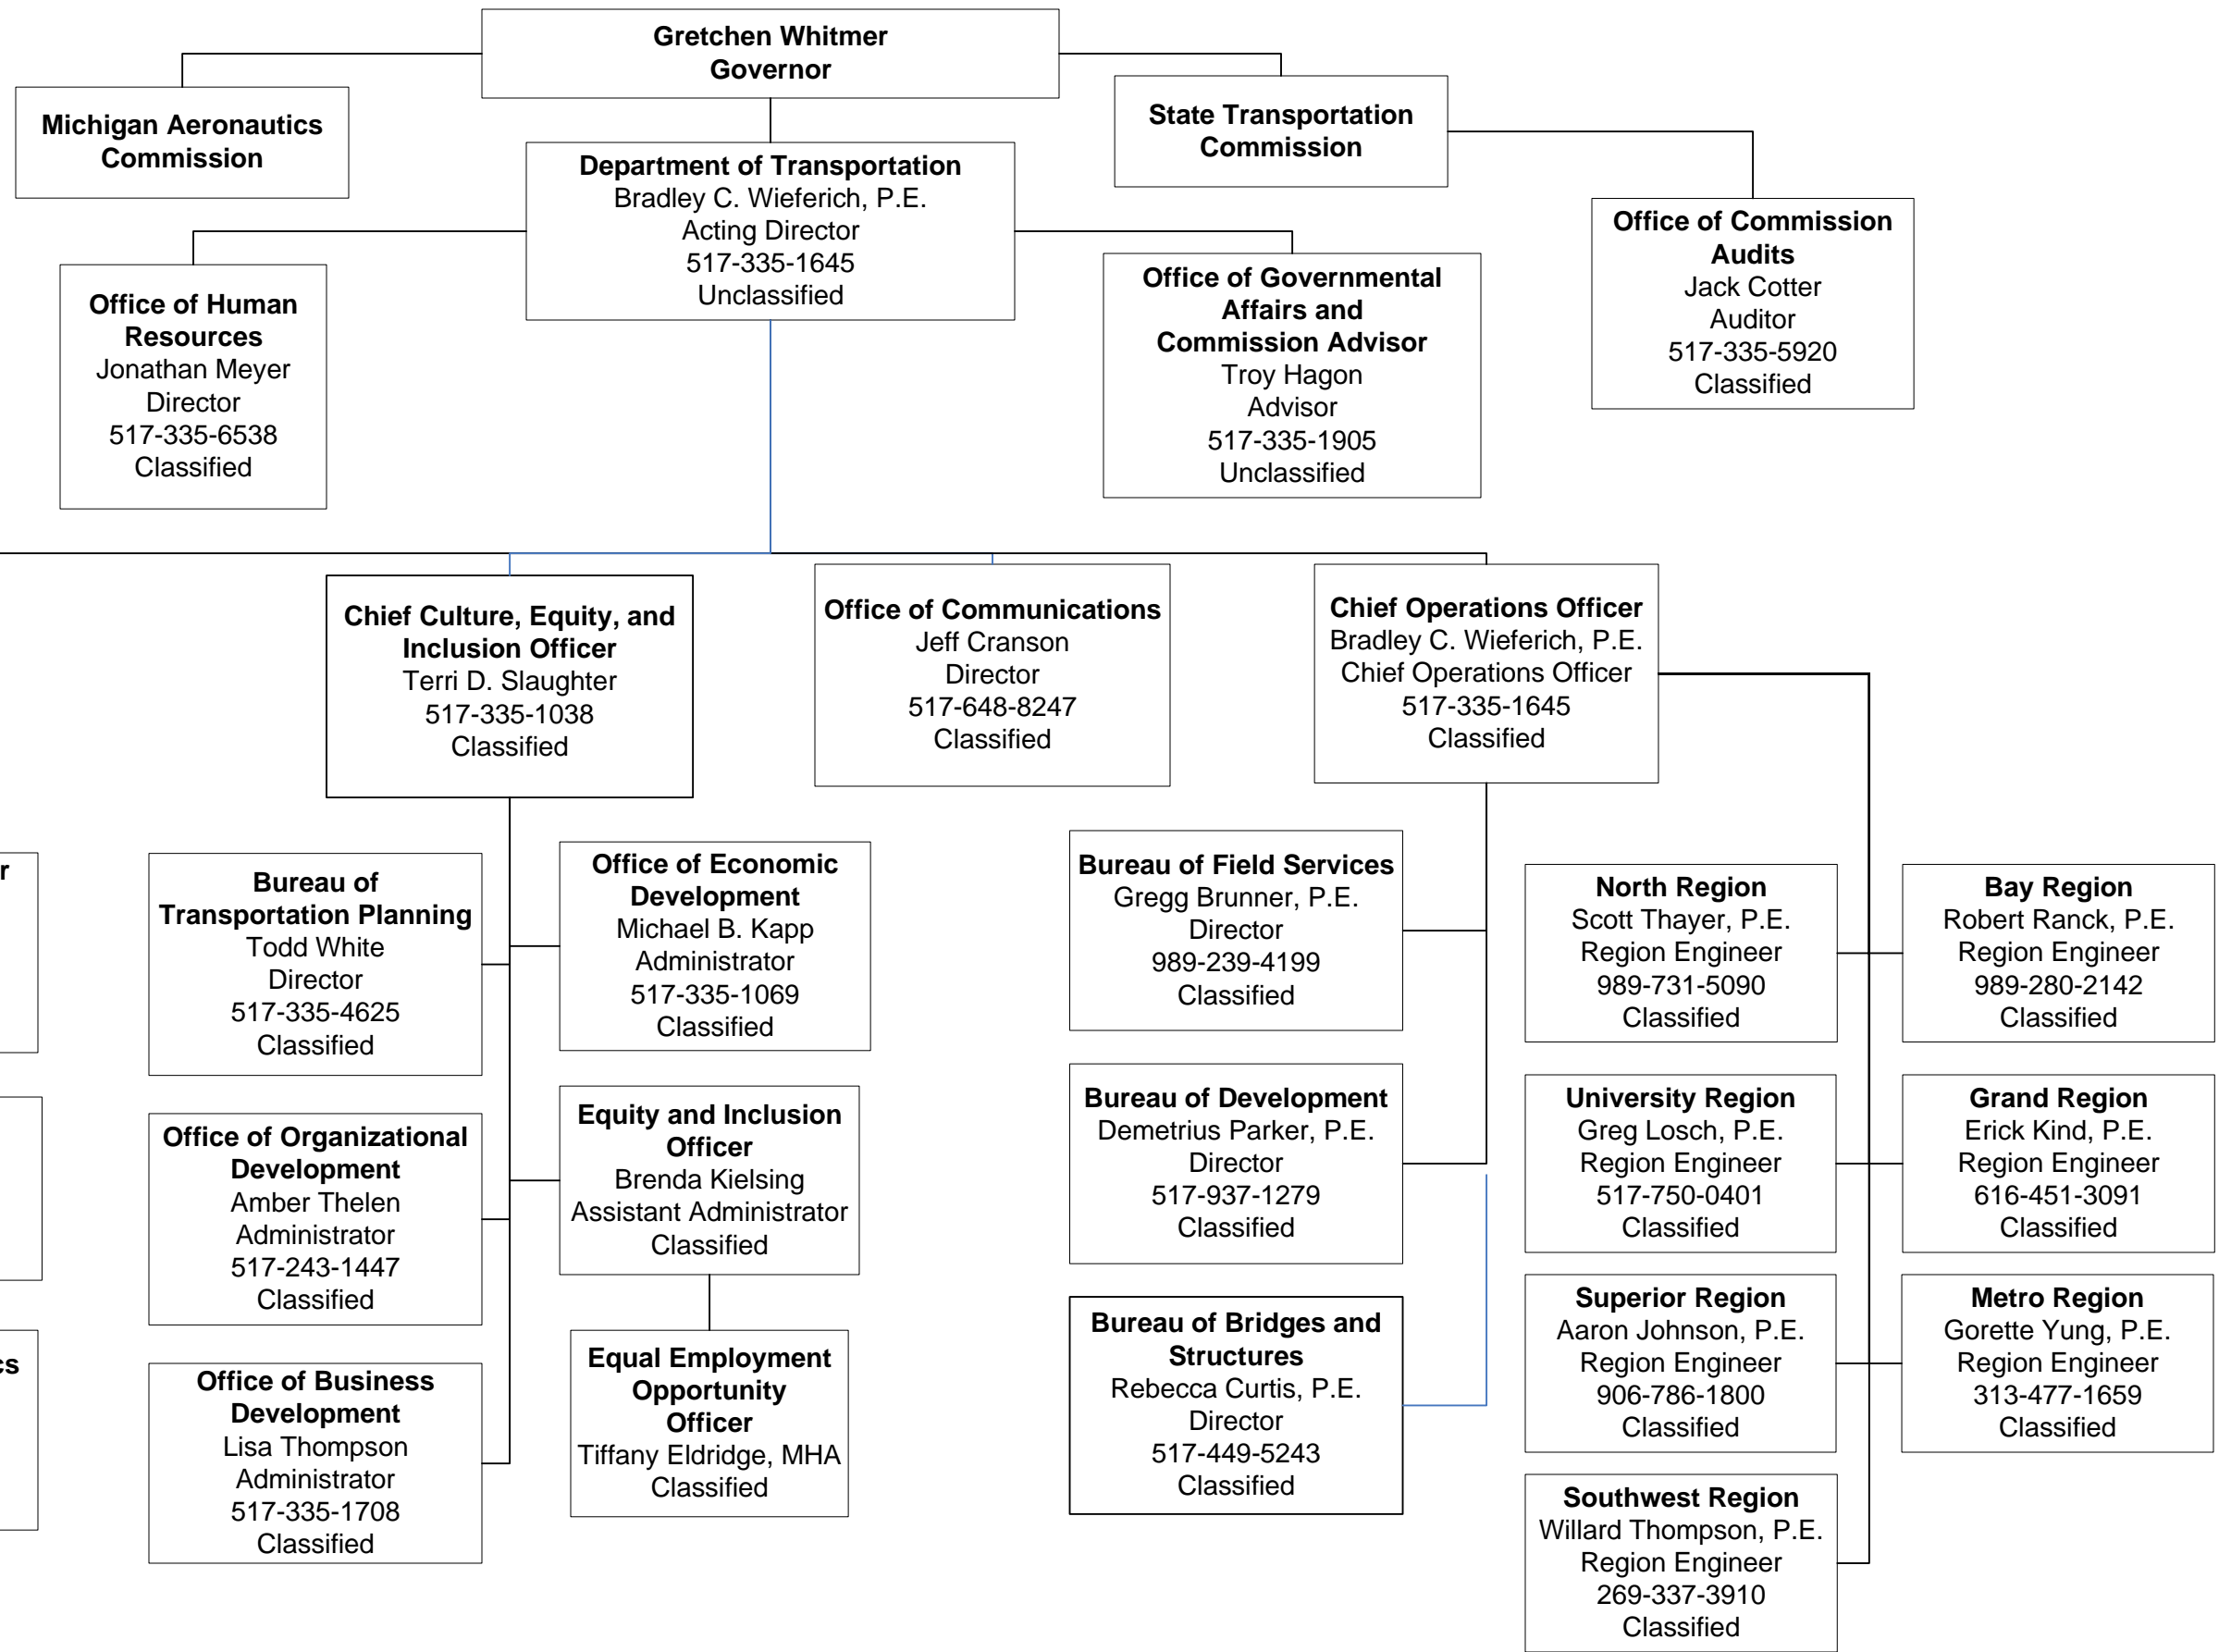 Gretchen Whitmer
Governor
Michigan Aeronautics
Commission
State Transportation
Commission
Department of Transportation
Bradley C. Wieferich, P.E.
Acting Director
517-335-1645
Unclassified
Office of Commission
Audits
Jack Cotter
Auditor
517-335-5920
Classified
Office of Human
Resources
Jonathan Meyer
Director
517-335-6538
Classified
Office of Governmental
Affairs and
Commission Advisor
Troy Hagon
Advisor
517-335-1905
Unclassified
Chief Culture, Equity, and
Inclusion Officer
Terri D. Slaughter
517-335-1038
Classified
Office of Communications
Jeff Cranson
Director
517-648-8247
Classified
Chief Operations Officer
Bradley C. Wieferich, P.E.
Chief Operations Officer
517-335-1645
Classified
r
cs
Bureau of
Transportation Planning
Todd White
Director
517-335-4625
Classified
Office of Economic
Development
Michael B. Kapp
Administrator
517-335-1069
Classified
Office of Organizational
Development
Amber Thelen
Administrator
517-243-1447
Classified
Equity and Inclusion
Officer
Brenda Kielsing
Assistant Administrator
Classified
Office of Business
Development
Lisa Thompson
Administrator
517-335-1708
Classified
Equal Employment
Opportunity
Officer
Tiffany Eldridge, MHA
Classified
Bureau of Field Services
Gregg Brunner, P.E.
Director
989-239-4199
Classified
Bureau of Development
Demetrius Parker, P.E.
Director
517-937-1279
Classified
Bureau of Bridges and
Structures
Rebecca Curtis, P.E.
Director
517-449-5243
Classified
North Region
Scott Thayer, P.E.
Region Engineer
989-731-5090
Classified
Bay Region
Robert Ranck, P.E.
Region Engineer
989-280-2142
Classified
University Region
Greg Losch, P.E.
Region Engineer
517-750-0401
Classified
Grand Region
Erick Kind, P.E.
Region Engineer
616-451-3091
Classified
Superior Region
Aaron Johnson, P.E.
Region Engineer
906-786-1800
Classified
Metro Region
Gorette Yung, P.E.
Region Engineer
313-477-1659
Classified
Southwest Region
Willard Thompson, P.E.
Region Engineer
269-337-3910
Classified